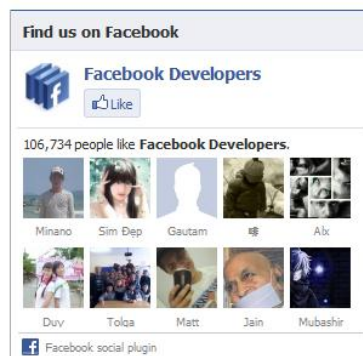 Find us on Facebook
Facebook Developers
Like
106,734 people like Facebook Developers.
Minano Sim Đẹp Gautam Alx
Duy Tolga Matt Jain Mubashir
Facebook social plugin